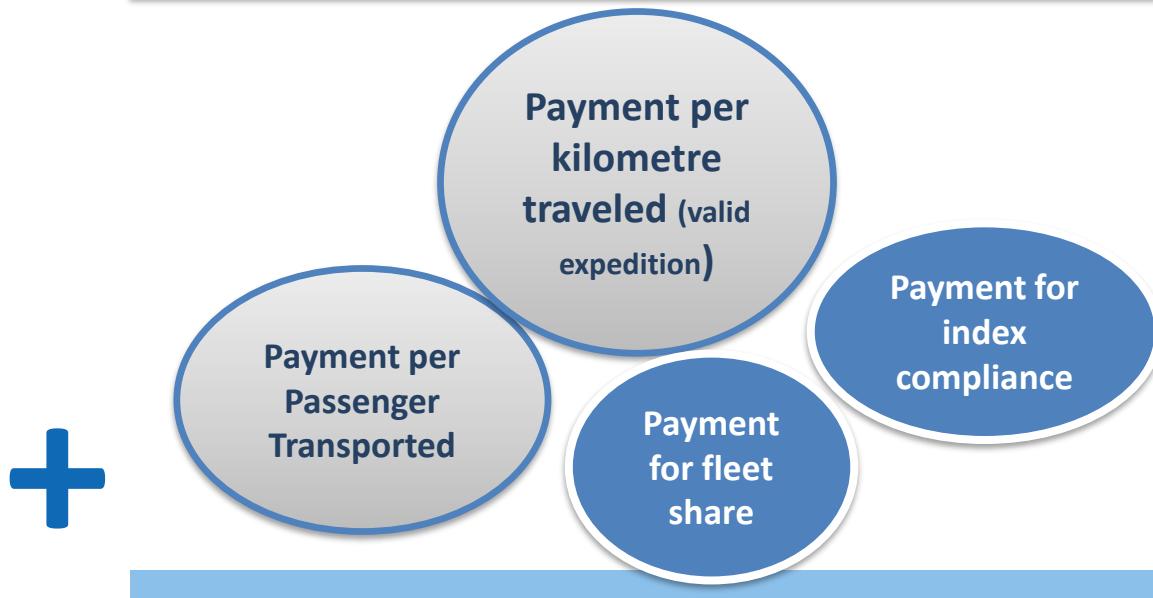 Payment per
kilometre
traveled (valid
expedition)
Payment for
index
compliance
Payment per
Passenger
Transported
Payment
for fleet
share